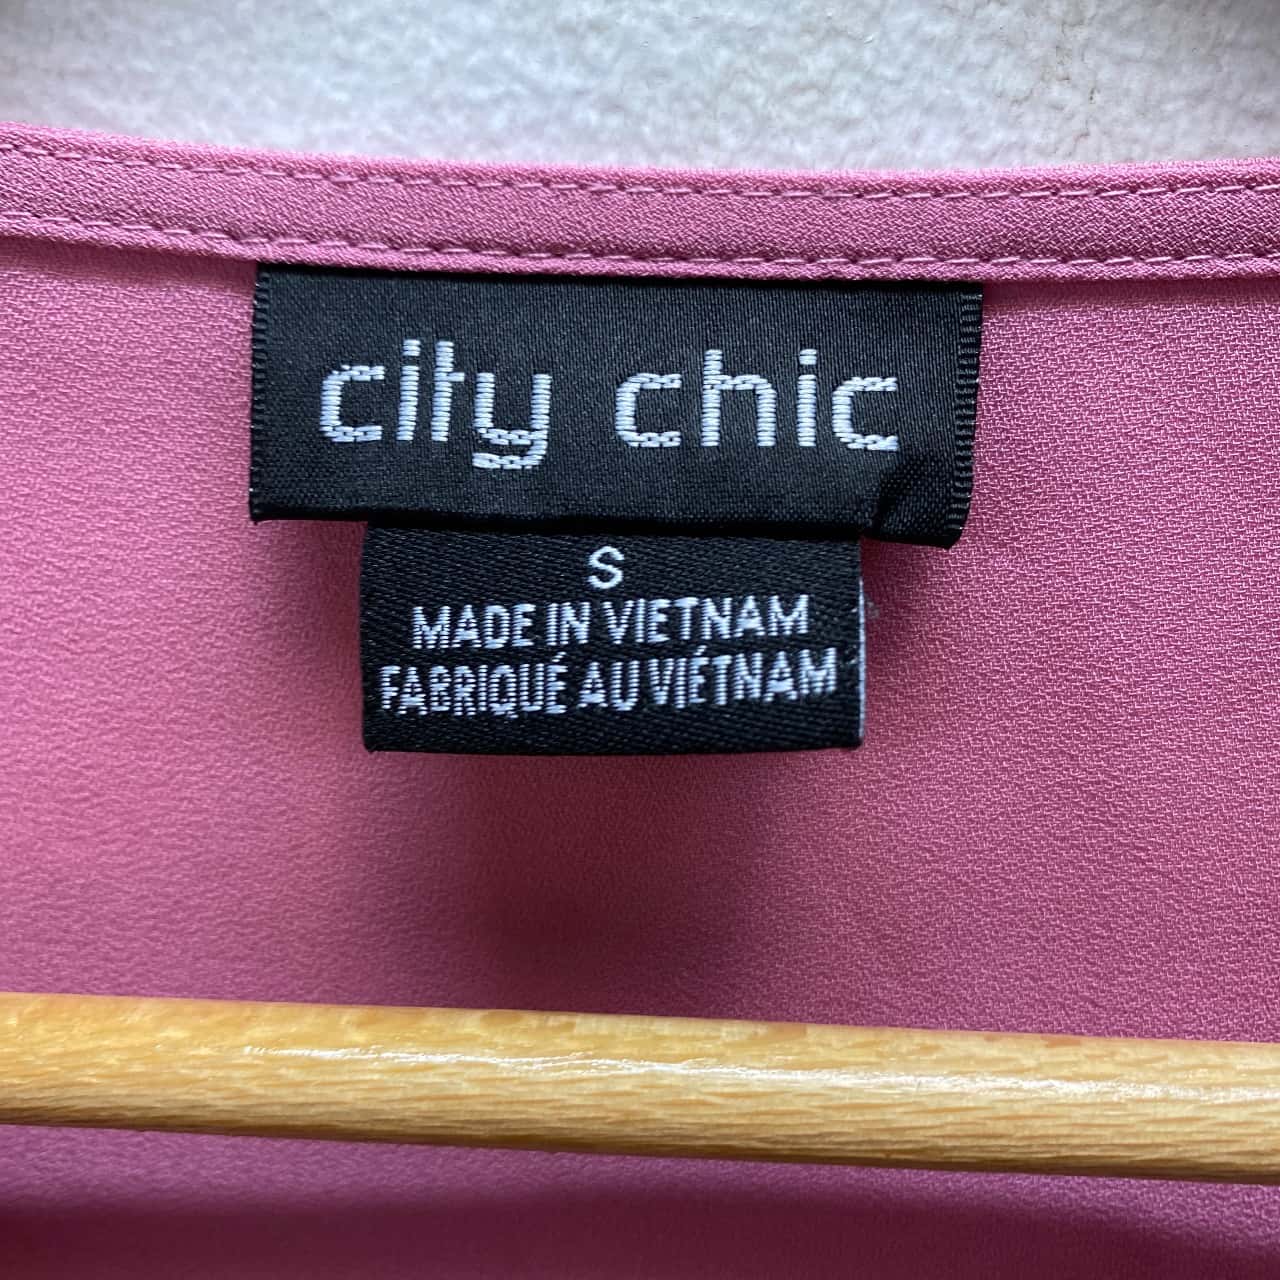 city chic
S
MADE IN VIETNAM
FABRIQUÉ AU VIÉTNAM